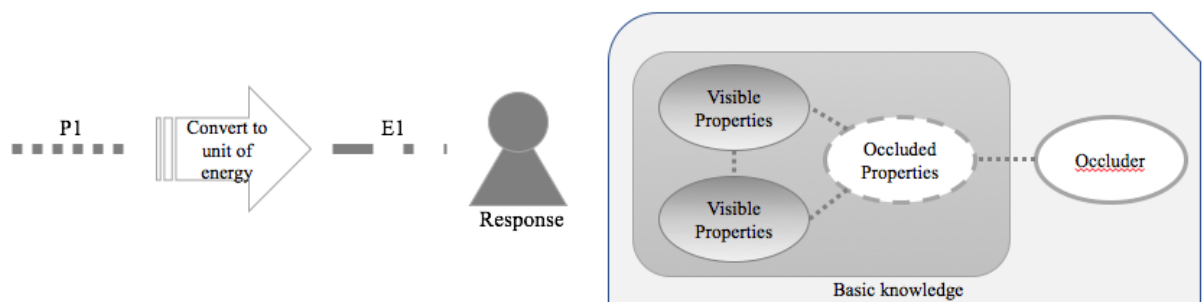 P1
Convert to
unit of
energy
E1
Response
Visible
Properties
Visible
Properties
Occluded
Properties
Occluder
Basic knowledge